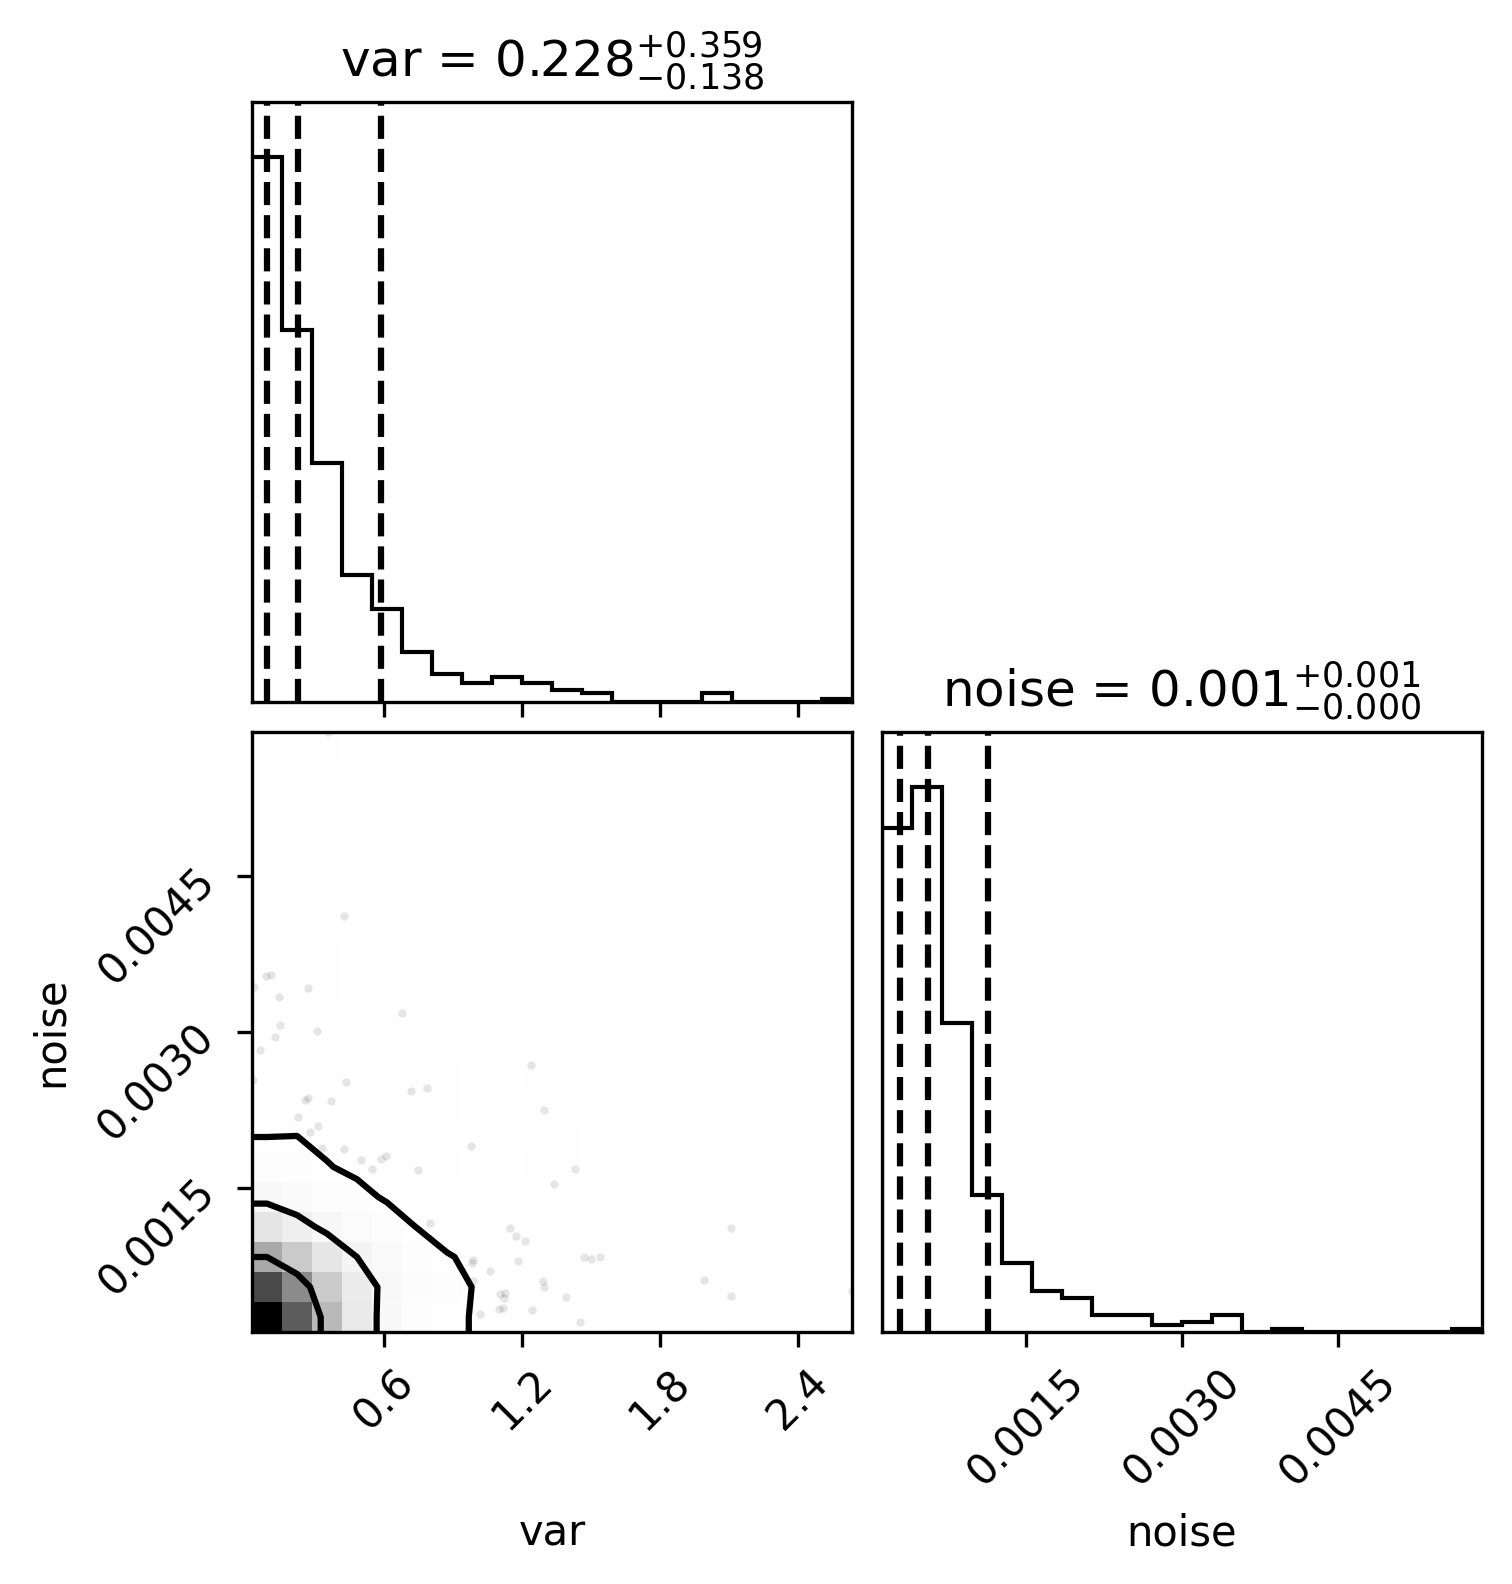 var = 0.228 +0.359 −0.138
noise = 0.001 +0.001 −0.000
0.0045
0.0030
0.0015
noise
0.6 1.2 1.8 2.4
var
0.0015 0.0030 0.0045
noise